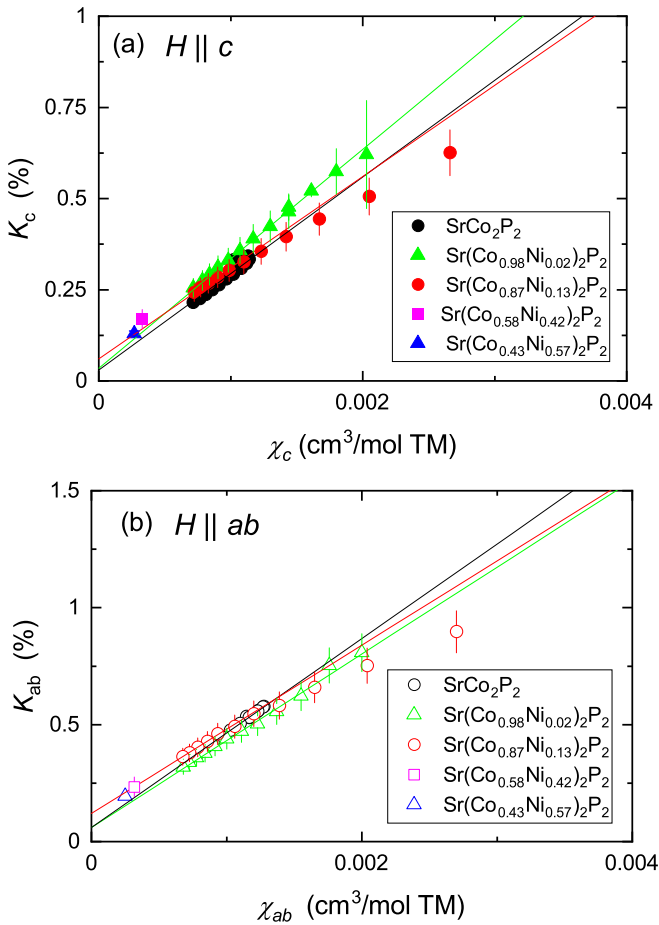 (a) H || c
1
0.75
0.5
0.25
0
K_c (%)
SrCo₂P₂
Sr(Co₀.₉₈Ni₀.₀₂)₂P₂
Sr(Co₀.₈₇Ni₀.₁₃)₂P₂
Sr(Co₀.₅₈Ni₀.₄₂)₂P₂
Sr(Co₀.₄₃Ni₀.₅₇)₂P₂
0 0.002 0.004
χ_c (cm³/mol TM)
(b) H || ab
1.5
1
0.5
0
K_ab (%)
SrCo₂P₂
Sr(Co₀.₉₈Ni₀.₀₂)₂P₂
Sr(Co₀.₈₇Ni₀.₁₃)₂P₂
Sr(Co₀.₅₈Ni₀.₄₂)₂P₂
Sr(Co₀.₄₃Ni₀.₅₇)₂P₂
0 0.002 0.004
χ_ab (cm³/mol TM)